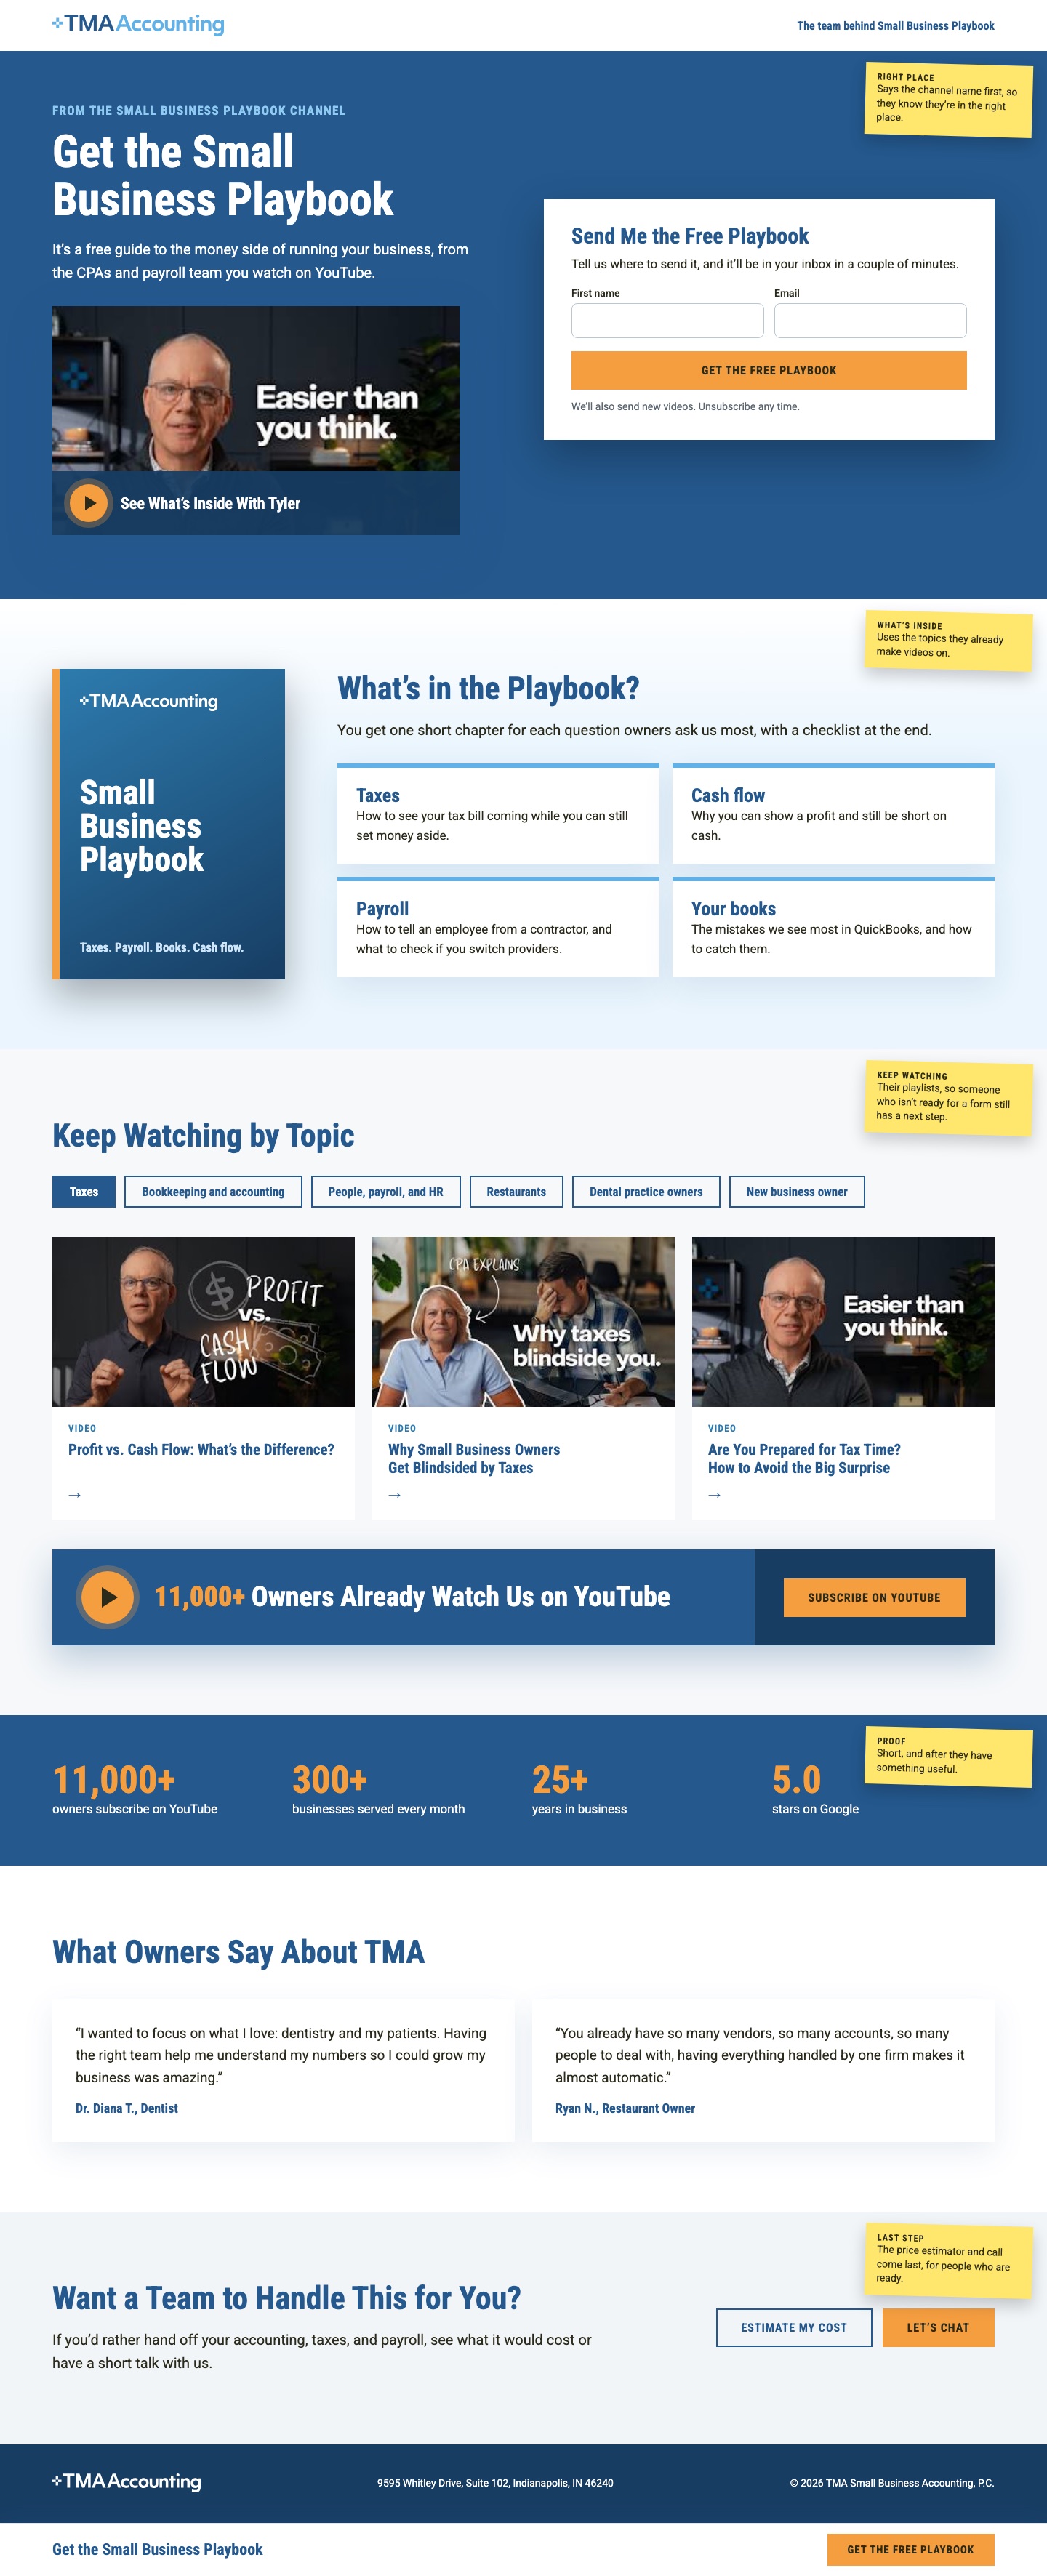 TMA Accounting
The team behind Small Business Playbook
RIGHT PLACE
Says the channel name first, so
they know they're in the right
place.
FROM THE SMALL BUSINESS PLAYBOOK CHANNEL
Get the Small
Business Playbook
It's a free guide to the money side of running your business, from
the CPAs and payroll team you watch on YouTube.
Easier than
you think.
See What's Inside With Tyler
Send Me the Free Playbook
Tell us where to send it, and it'll be in your inbox in a couple of minutes.
First name
Email
GET THE FREE PLAYBOOK
We'll also send new videos. Unsubscribe any time.
WHAT'S INSIDE
Uses the topics they already
make videos on.
TMA Accounting
Small
Business
Playbook
Taxes. Payroll. Books. Cash flow.
What's in the Playbook?
You get one short chapter for each question owners ask us most, with a checklist at the end.
Taxes
How to see your tax bill coming while you can still
set money aside.
Cash flow
Why you can show a profit and still be short on
cash.
Payroll
How to tell an employee from a contractor, and
what to check if you switch providers.
Your books
The mistakes we see most in QuickBooks, and how
to catch them.
KEEP WATCHING
Their playlists, so someone
who isn't ready for a form still
has a next step.
Keep Watching by Topic
Taxes
Bookkeeping and accounting
People, payroll, and HR
Restaurants
Dental practice owners
New business owner
$
PROFIT
vs.
CASH
FLOW
CPA EXPLAINS
Why taxes
blindside you.
Easier than
you think.
VIDEO
Profit vs. Cash Flow: What's the Difference?
→
VIDEO
Why Small Business Owners
Get Blindsided by Taxes
→
VIDEO
Are You Prepared for Tax Time?
How to Avoid the Big Surprise
→
11,000+ Owners Already Watch Us on YouTube
SUBSCRIBE ON YOUTUBE
PROOF
Short, and after they have
something useful.
11,000+
owners subscribe on YouTube
300+
businesses served every month
25+
years in business
5.0
stars on Google
What Owners Say About TMA
“I wanted to focus on what I love: dentistry and my patients. Having
the right team help me understand my numbers so I could grow my
business was amazing.”
Dr. Diana T., Dentist
“You already have so many vendors, so many accounts, so many
people to deal with, having everything handled by one firm makes it
almost automatic.”
Ryan N., Restaurant Owner
LAST STEP
The price estimator and call
come last, for people who are
ready.
Want a Team to Handle This for You?
If you'd rather hand off your accounting, taxes, and payroll, see what it would cost or
have a short talk with us.
ESTIMATE MY COST
LET'S CHAT
TMA Accounting
9595 Whitley Drive, Suite 102, Indianapolis, IN 46240
© 2026 TMA Small Business Accounting, P.C.
Get the Small Business Playbook
GET THE FREE PLAYBOOK